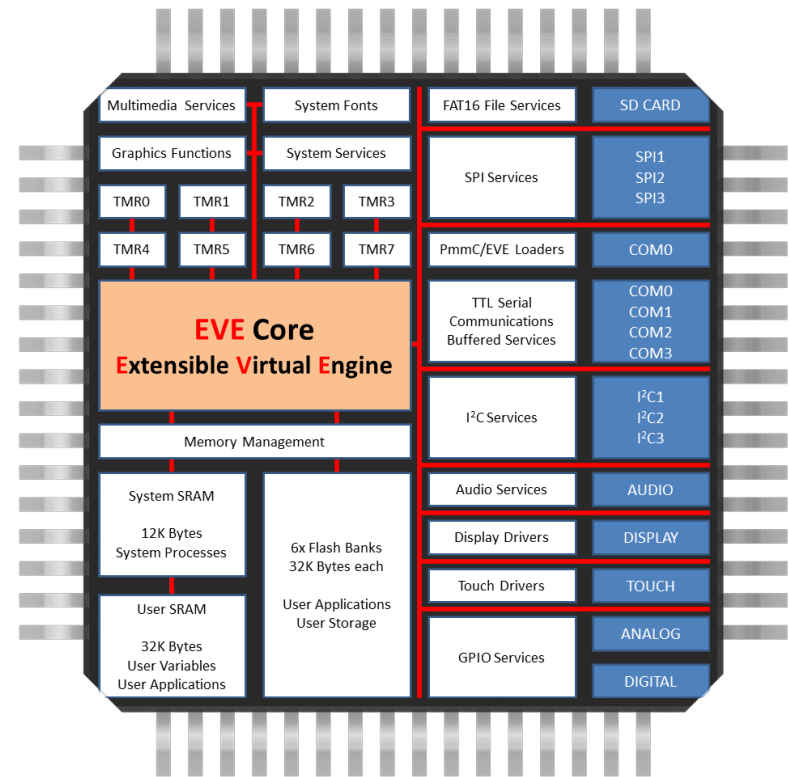 Multimedia Services
System Fonts
FAT16 File Services
SD CARD
Graphics Functions
System Services
SPI Services
SPI1
SPI2
SPI3
TMR0
TMR1
TMR2
TMR3
TMR4
TMR5
TMR6
TMR7
PmmC/EVE Loaders
COM0
EVE Core
Extensible Virtual Engine
TTL Serial
Communications
Buffered Services
COM0
COM1
COM2
COM3
I²C Services
I²C1
I²C2
I²C3
Memory Management
System SRAM
12K Bytes
System Processes
6x Flash Banks
32K Bytes each
User Applications
User Storage
User SRAM
32K Bytes
User Variables
User Applications
Audio Services
AUDIO
Display Drivers
DISPLAY
Touch Drivers
TOUCH
GPIO Services
ANALOG
DIGITAL